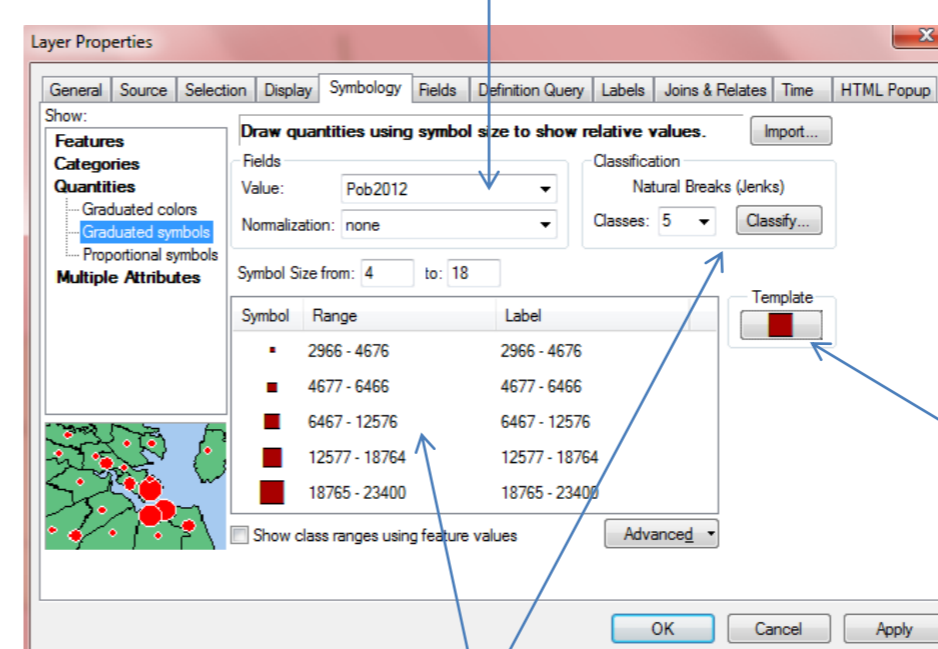 Layer Properties
x
General Source Selection Display Symbology Fields Definition Query Labels Joins & Relates Time HTML Popup
Show:
Features
Categories
Quantities
Graduated colors
Graduated symbols
Proportional symbols
Multiple Attributes
Draw quantities using symbol size to show relative values.
Import...
Fields
Value: Pob2012
Normalization: none
Classification
Natural Breaks (Jenks)
Classes: 5 Classify...
Symbol Size from: 4 to: 18
Template
Symbol Range Label
2966 - 4676 2966 - 4676
4677 - 6466 4677 - 6466
6467 - 12576 6467 - 12576
12577 - 18764 12577 - 18764
18765 - 23400 18765 - 23400
Show class ranges using feature values
Advanced
OK Cancel Apply